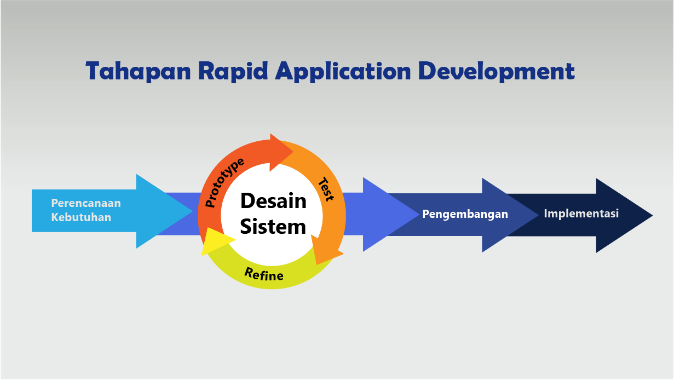 Tahapan Rapid Application Development
Perencanaan
Kebutuhan
Prototype
Test
Refine
Desain
Sistem
Pengembangan
Implementasi